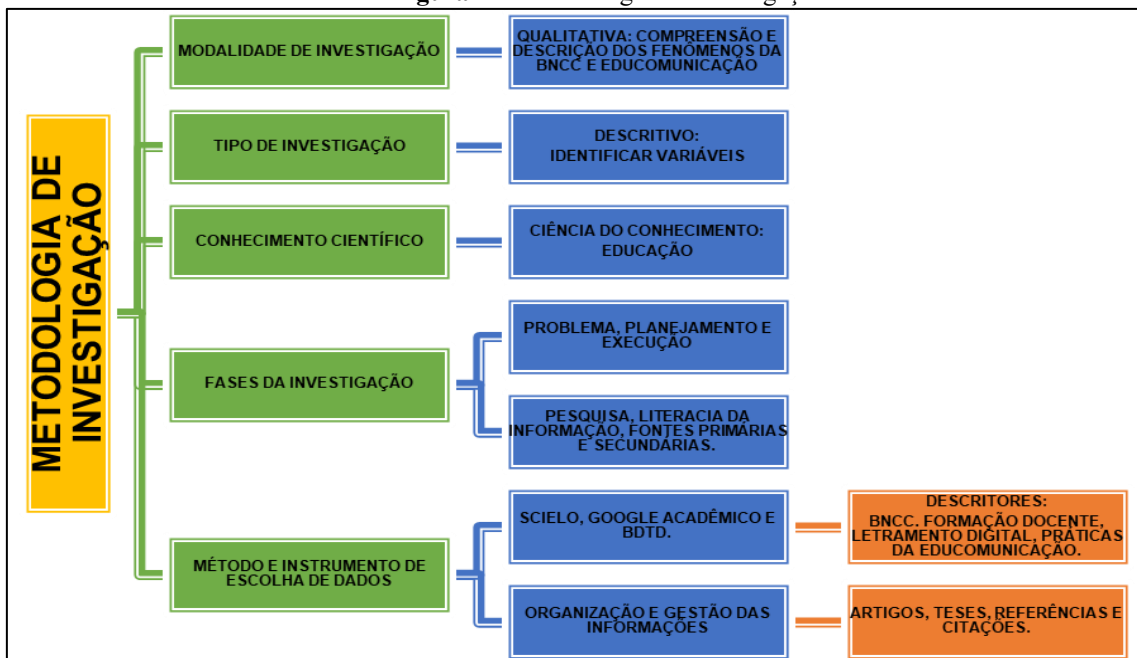 METODOLOGIA DE
INVESTIGAÇÃO
MODALIDADE DE INVESTIGAÇÃO
QUALITATIVA: COMPREENSÃO E
DESCRIÇÃO DOS FENÔMENOS DA
BNCC E EDUCOMUNICAÇÃO
TIPO DE INVESTIGAÇÃO
DESCRITIVO:
IDENTIFICAR VARIÁVEIS
CONHECIMENTO CIENTÍFICO
CIÊNCIA DO CONHECIMENTO:
EDUCAÇÃO
FASES DA INVESTIGAÇÃO
PROBLEMA, PLANEJAMENTO E
EXECUÇÃO
PESQUISA, LITERACIA DA
INFORMAÇÃO, FONTES PRIMÁRIAS
E SECUNDÁRIAS.
MÉTODO E INSTRUMENTO DE
ESCOLHA DE DADOS
SCIELO, GOOGLE ACADÊMICO E
BDTD.
DESCRITORES:
BNCC. FORMAÇÃO DOCENTE,
LETRAMENTO DIGITAL, PRÁTICAS
DA EDUCOMUNICAÇÃO.
ORGANIZAÇÃO E GESTÃO DAS
INFORMAÇÕES
ARTIGOS, TESES, REFERÊNCIAS E
CITAÇÕES.